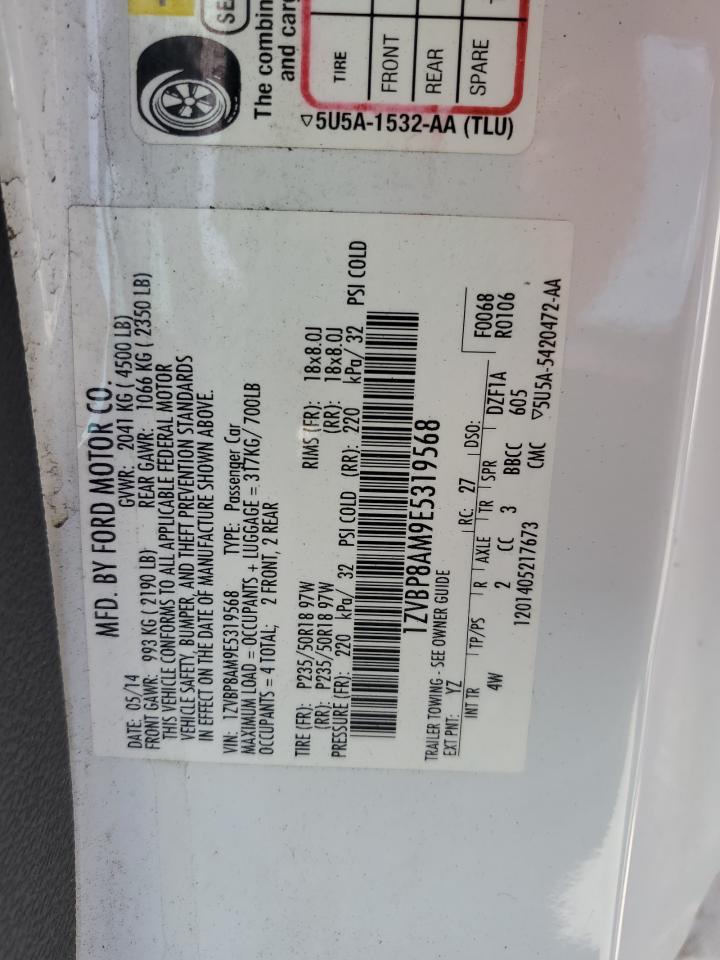 SE
The combin
and carg
TIRE
FRONT
REAR
SPARE
▽5U5A-1532-AA (TLU)
MFD. BY FORD MOTOR CO.
DATE: 05/14 GVWR: 2041 KG ( 4500 LB)
FRONT GAWR: 993 KG ( 2190 LB) REAR GAWR: 1066 KG ( 2350 LB)
THIS VEHICLE CONFORMS TO ALL APPLICABLE FEDERAL MOTOR
VEHICLE SAFETY, BUMPER, AND THEFT PREVENTION STANDARDS
IN EFFECT ON THE DATE OF MANUFACTURE SHOWN ABOVE.
VIN: 1ZVBP8AM9E5319568 TYPE: Passenger Car
MAXIMUM LOAD = OCCUPANTS + LUGGAGE = 317KG/ 700LB
OCCUPANTS = 4 TOTAL; 2 FRONT, 2 REAR
TIRE (FR): P235/50R18 97W RIMS (FR): 18x8.0J
(RR): P235/50R18 97W (RR): 18x8.0J
PRESSURE (FR): 220 kPa/ 32 PSI COLD (RR): 220 kPa/ 32 PSI COLD
1ZVBP8AM9E5319568
TRAILER TOWING - SEE OWNER GUIDE
EXT PNT: YZ RC: 27 DSO: F0068
R0106
INT TR TP/PS R AXLE TR SPR
4W 2 CC 3 BBCC DZF1A
1201405217673 CMC 605
▽5U5A-5420472-AA